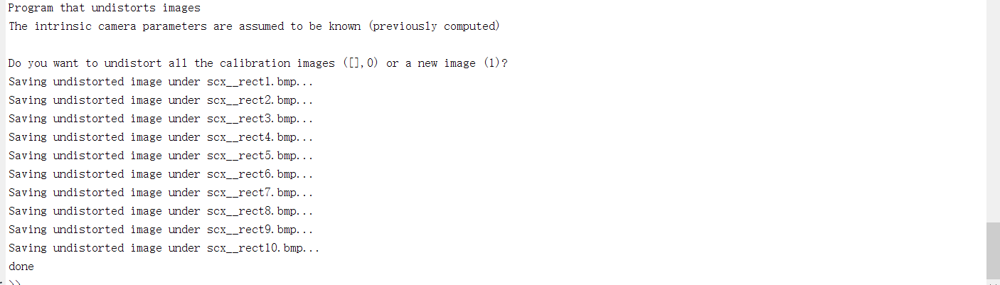 Program that undistorts images
The intrinsic camera parameters are assumed to be known (previously computed)
Do you want to undistort all the calibration images ([],0) or a new image (1)?
Saving undistorted image under scx__rect1.bmp...
Saving undistorted image under scx__rect2.bmp...
Saving undistorted image under scx__rect3.bmp...
Saving undistorted image under scx__rect4.bmp...
Saving undistorted image under scx__rect5.bmp...
Saving undistorted image under scx__rect6.bmp...
Saving undistorted image under scx__rect7.bmp...
Saving undistorted image under scx__rect8.bmp...
Saving undistorted image under scx__rect9.bmp...
Saving undistorted image under scx__rect10.bmp...
done
>>